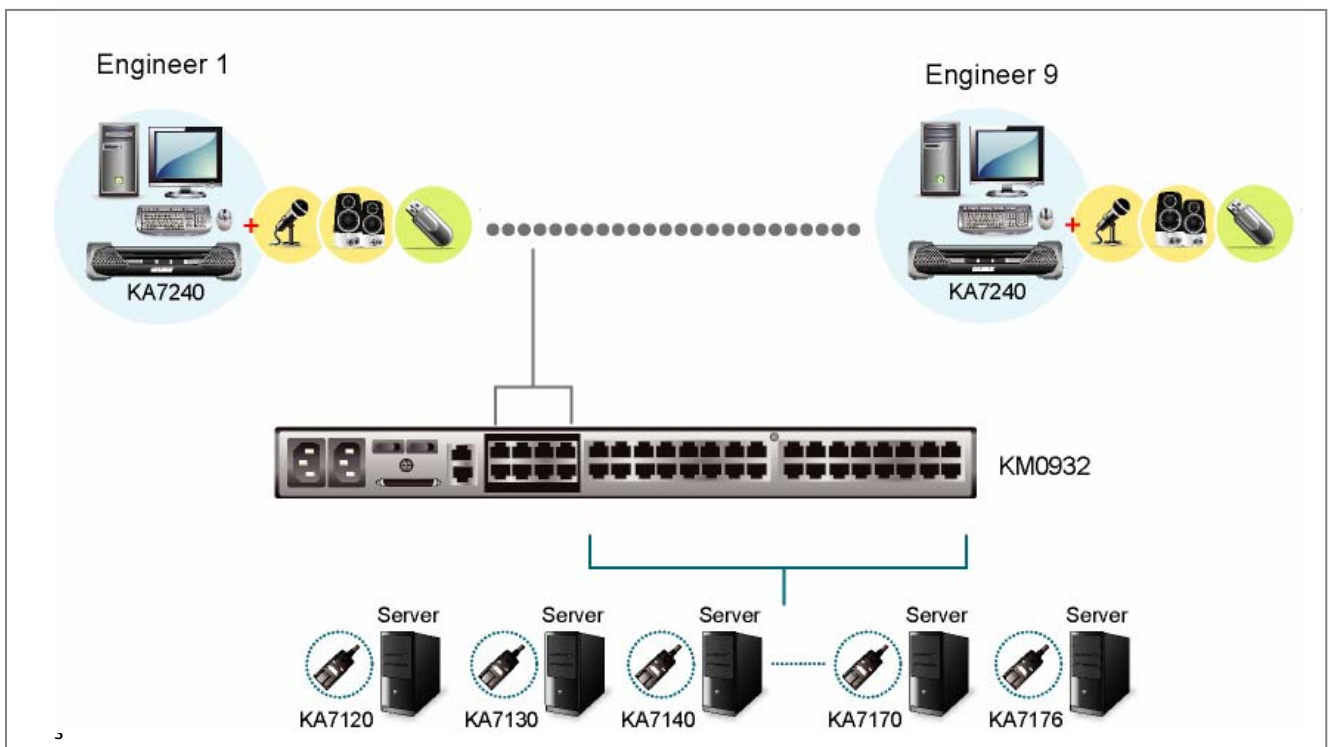 Engineer 1
Engineer 9
KA7240
KA7240
KM0932
Server
Server
Server
Server
Server
KA7120
KA7130
KA7140
KA7170
KA7176